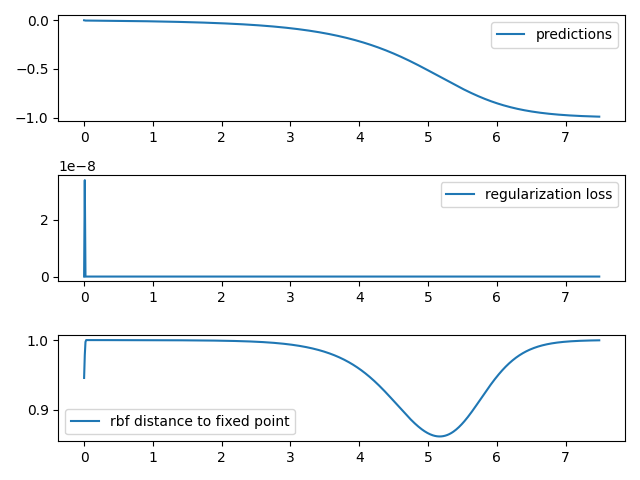 0.0
−0.5
−1.0
predictions
0 1 2 3 4 5 6 7
1e−8
2
0
regularization loss
0 1 2 3 4 5 6 7
1.0
0.9
rbf distance to fixed point
0 1 2 3 4 5 6 7